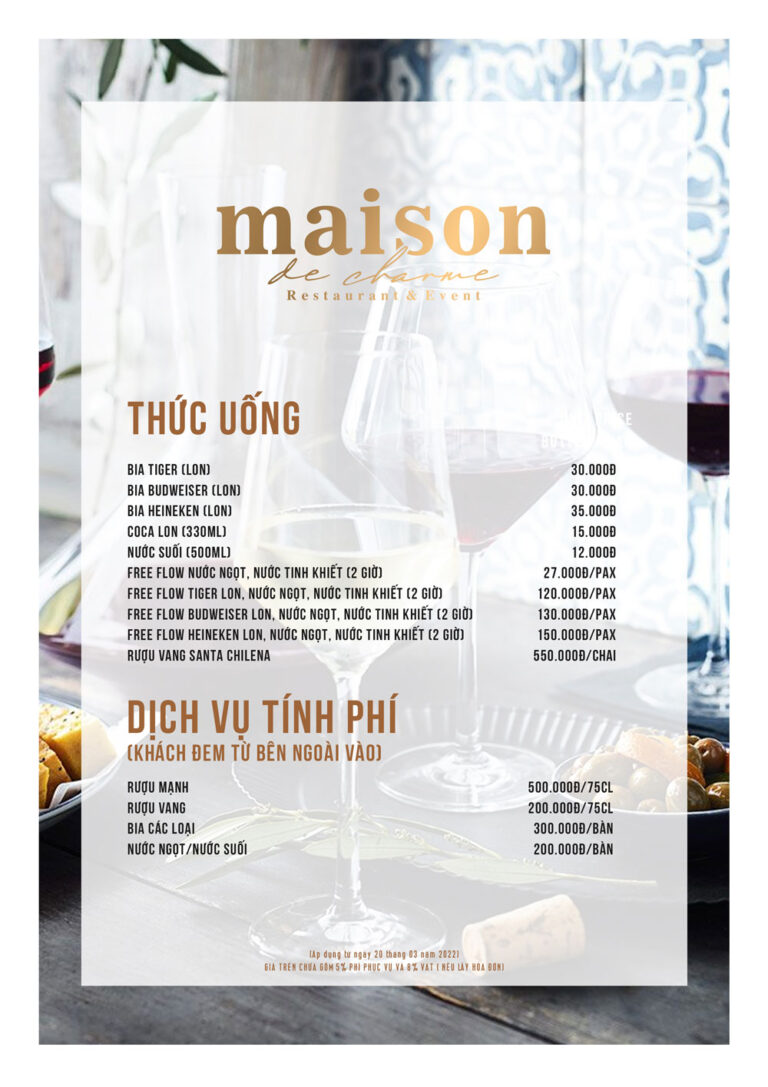 maison
de charme
Restaurant & Event
THỨC UỐNG
BIA TIGER (LON) 30.000Đ
BIA BUDWEISER (LON) 30.000Đ
BIA HEINEKEN (LON) 35.000Đ
COCA LON (330ML) 15.000Đ
NƯỚC SUỐI (500ML) 12.000Đ
FREE FLOW NƯỚC NGỌT, NƯỚC TINH KHIẾT (2 GIỜ) 27.000Đ/PAX
FREE FLOW TIGER LON, NƯỚC NGỌT, NƯỚC TINH KHIẾT (2 GIỜ) 120.000Đ/PAX
FREE FLOW BUDWEISER LON, NƯỚC NGỌT, NƯỚC TINH KHIẾT (2 GIỜ) 130.000Đ/PAX
FREE FLOW HEINEKEN LON, NƯỚC NGỌT, NƯỚC TINH KHIẾT (2 GIỜ) 150.000Đ/PAX
RƯỢU VANG SANTA CHILENA 550.000Đ/CHAI
DỊCH VỤ TÍNH PHÍ
(KHÁCH ĐEM TỪ BÊN NGOÀI VÀO)
RƯỢU MẠNH 500.000Đ/75CL
RƯỢU VANG 200.000Đ/75CL
BIA CÁC LOẠI 300.000Đ/BÀN
NƯỚC NGỌT/NƯỚC SUỐI 200.000Đ/BÀN
(Áp dụng từ ngày 20 tháng 03 năm 2022)
GIÁ TRÊN CHƯA GỒM 5% PHÍ PHỤC VỤ VÀ 8% VAT ( NẾU LẤY HÓA ĐƠN)